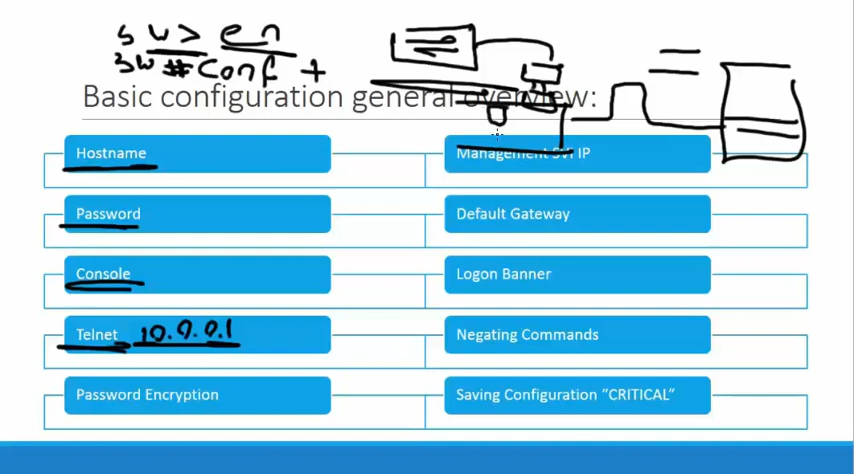 SW> en
SW # Conf t
Basic configuration general overview:
Hostname
Password
Console
Telnet 10.0.0.1
Password Encryption
Management SVI IP
Default Gateway
Logon Banner
Negating Commands
Saving Configuration “CRITICAL”